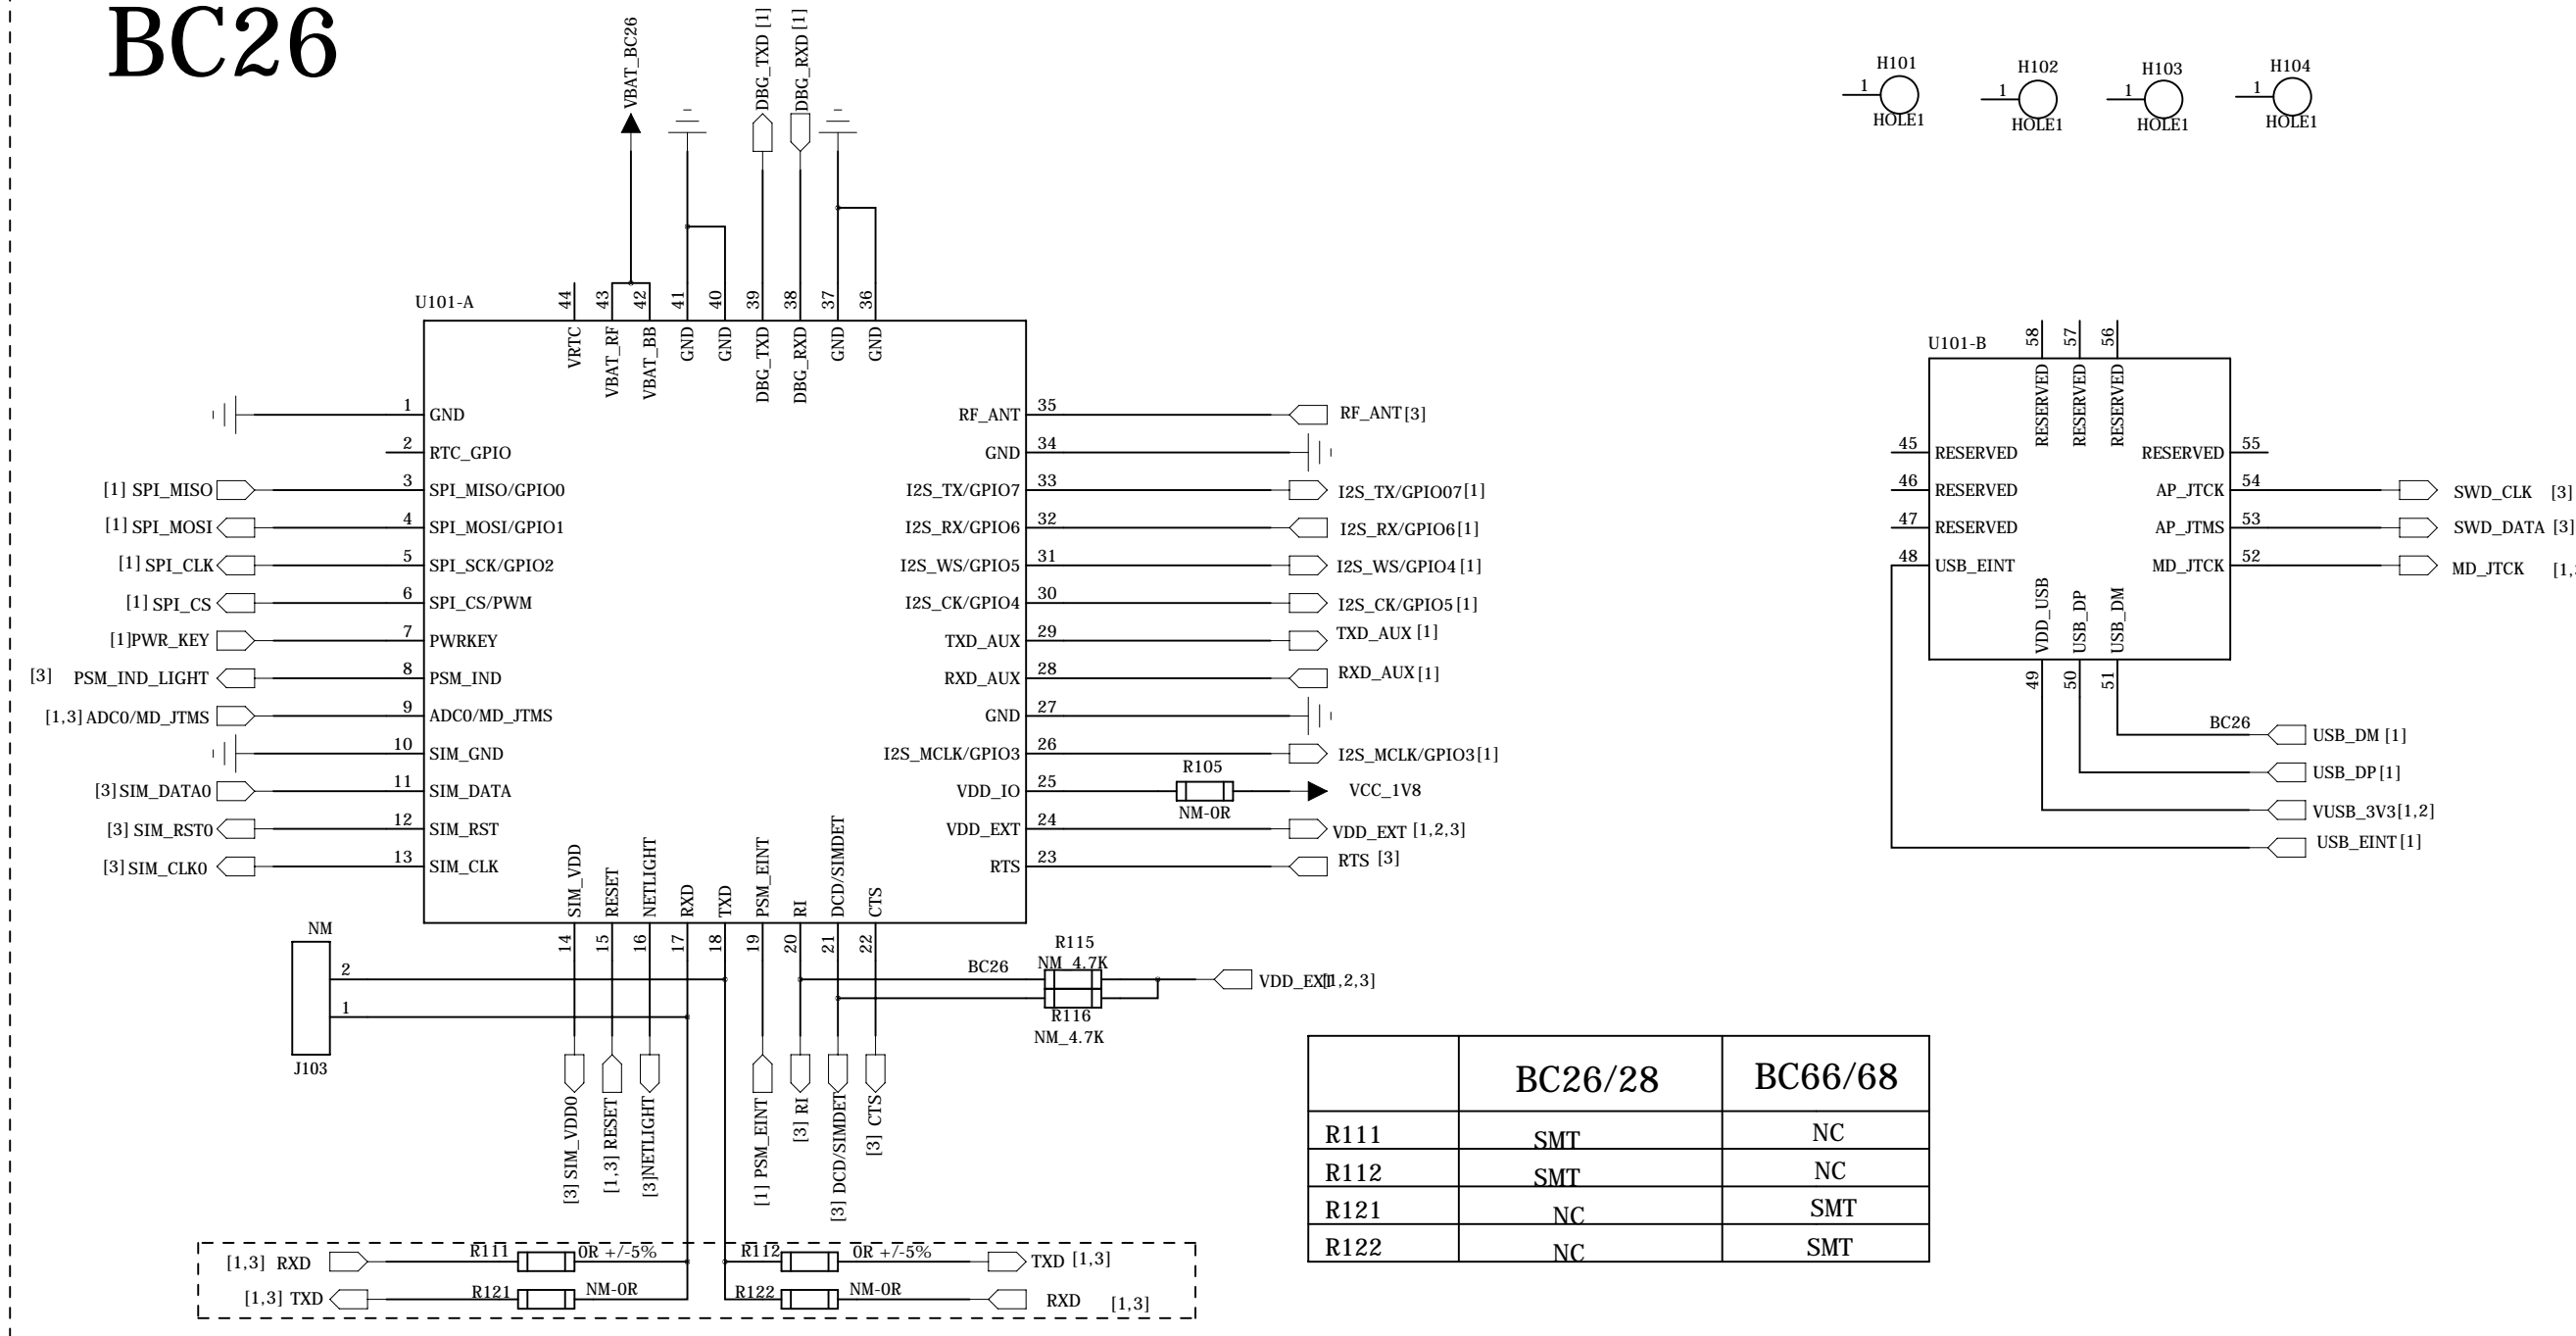 BC26
VBAT_BC26
DBG_TXD [1]
DBG_RXD [1]
H101
1
HOLE1
H102
1
HOLE1
H103
1
HOLE1
H104
1
HOLE1
U101-A
44
43
42
41
40
39
38
37
36
VRTC
VBAT_RF
VBAT_BB
GND
GND
DBG_TXD
DBG_RXD
GND
GND
1 GND
2 RTC_GPIO
[1] SPI_MISO 3 SPI_MISO/GPIO0
[1] SPI_MOSI 4 SPI_MOSI/GPIO1
[1] SPI_CLK 5 SPI_SCK/GPIO2
[1] SPI_CS 6 SPI_CS/PWM
[1]PWR_KEY 7 PWRKEY
[3] PSM_IND_LIGHT 8 PSM_IND
[1,3] ADC0/MD_JTMS 9 ADC0/MD_JTMS
10 SIM_GND
[3] SIM_DATA0 11 SIM_DATA
[3] SIM_RST0 12 SIM_RST
[3] SIM_CLK0 13 SIM_CLK
RF_ANT 35 RF_ANT[3]
GND 34
I2S_TX/GPIO7 33 I2S_TX/GPIO07[1]
I2S_RX/GPIO6 32 I2S_RX/GPIO6[1]
I2S_WS/GPIO5 31 I2S_WS/GPIO4 [1]
I2S_CK/GPIO4 30 I2S_CK/GPIO5 [1]
TXD_AUX 29 TXD_AUX [1]
RXD_AUX 28 RXD_AUX [1]
GND 27
I2S_MCLK/GPIO3 26 I2S_MCLK/GPIO3[1]
R105
VDD_IO 25 VCC_1V8
NM-0R
VDD_EXT 24 VDD_EXT [1,2,3]
RTS 23 RTS [3]
SIM_VDD
RESET
NETLIGHT
RXD
TXD
PSM_EINT
RI
DCD/SIMDET
CTS
14
15
16
17
18
19
20
21
22
NM
2
1
J103
BC26
R115
NM_4.7K
VDD_EXT[1,2,3]
R116
NM_4.7K
[3] SIM_VDD0
[1,3] RESET
[3]NETLIGHT
[1] PSM_EINT
[3] RI
[3] DCD/SIMDET
[3] CTS
[1,3] RXD R111 0R +/-5% R112 0R +/-5% TXD [1,3]
[1,3] TXD R121 NM-0R R122 NM-0R RXD [1,3]
U101-B
58
57
56
RESERVED
RESERVED
RESERVED
45 RESERVED
46 RESERVED
47 RESERVED
48 USB_EINT
RESERVED 55
AP_JTCK 54 SWD_CLK [3]
AP_JTMS 53 SWD_DATA [3]
MD_JTCK 52 MD_JTCK [1,
VDD_USB
USB_DP
USB_DM
49
50
51
BC26
USB_DM [1]
USB_DP[1]
VUSB_3V3[1,2]
USB_EINT [1]
BC26/28 BC66/68
R111 SMT NC
R112 SMT NC
R121 NC SMT
R122 NC SMT